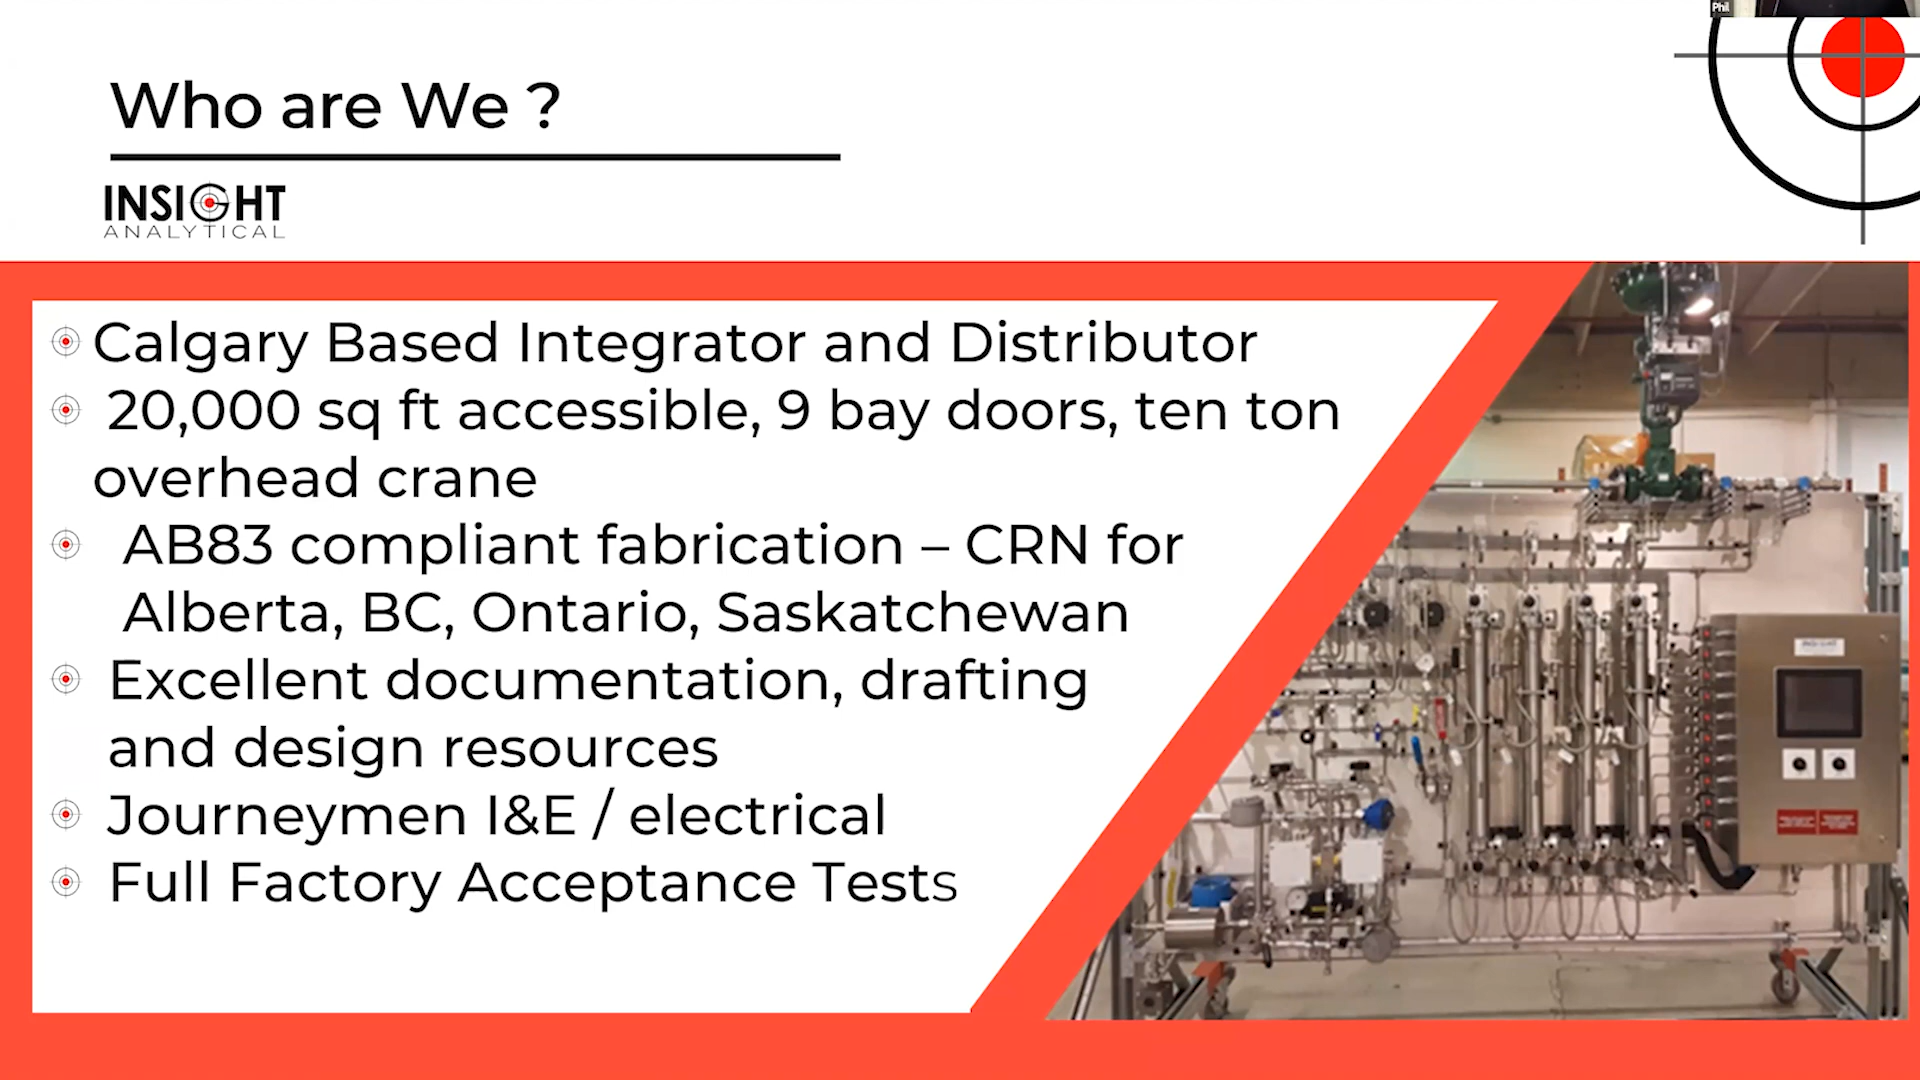 Phil
Who are We ?
INSIGHT
ANALYTICAL
Calgary Based Integrator and Distributor
20,000 sq ft accessible, 9 bay doors, ten ton
overhead crane
AB83 compliant fabrication – CRN for
Alberta, BC, Ontario, Saskatchewan
Excellent documentation, drafting
and design resources
Journeymen I&E / electrical
Full Factory Acceptance Tests